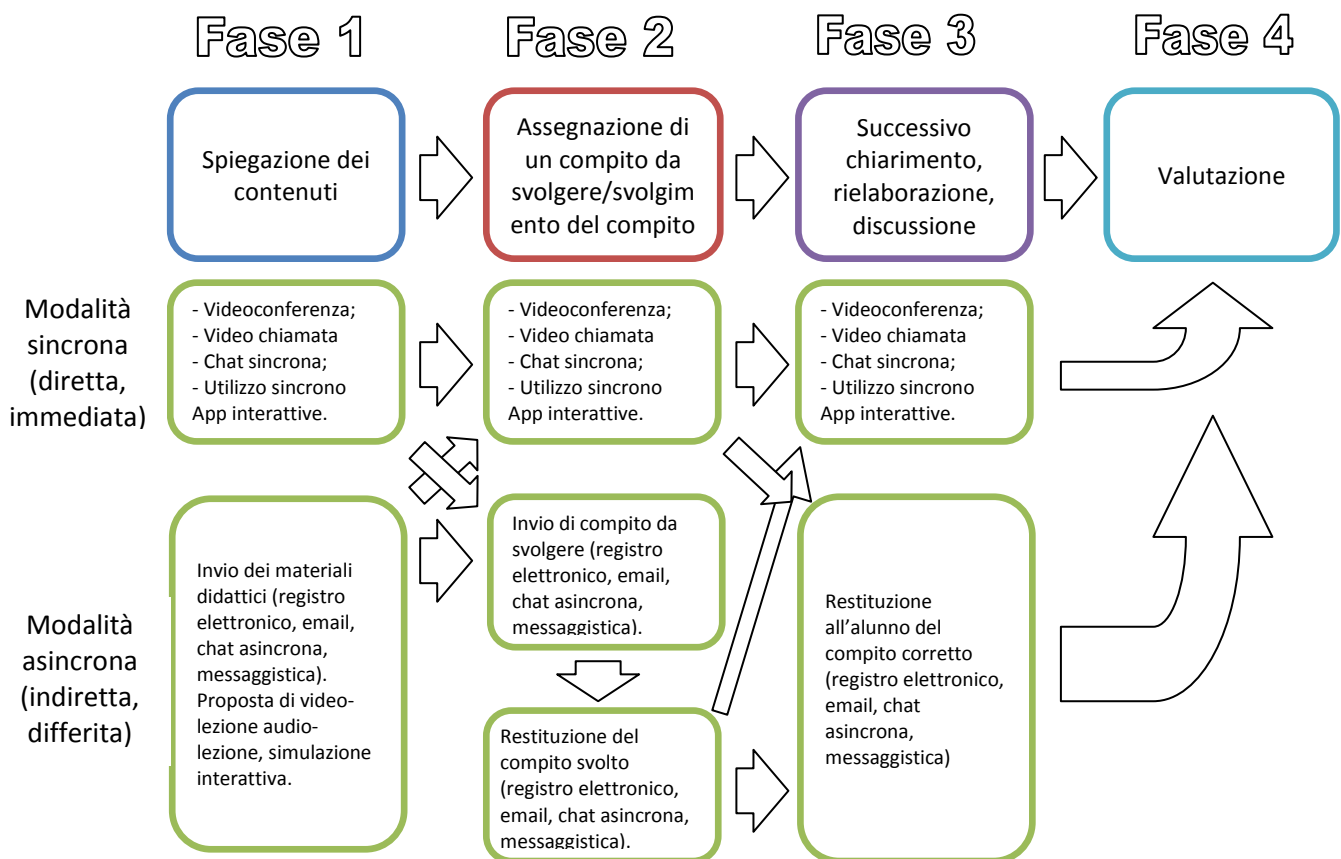 Fase 1
Fase 2
Fase 3
Fase 4
Spiegazione dei
contenuti
Assegnazione di
un compito da
svolgere/svolgim
ento del compito
Successivo
chiarimento,
rielaborazione,
discussione
Valutazione
Modalità
sincrona
(diretta,
immediata)
- Videoconferenza;
- Video chiamata
- Chat sincrona;
- Utilizzo sincrono
App interattive.
- Videoconferenza;
- Video chiamata
- Chat sincrona;
- Utilizzo sincrono
App interattive.
- Videoconferenza;
- Video chiamata
- Chat sincrona;
- Utilizzo sincrono
App interattive.
Modalità
asincrona
(indiretta,
differita)
Invio dei materiali
didattici (registro
elettronico, email,
chat asincrona,
messaggistica).
Proposta di video-
lezione audio-
lezione, simulazione
interattiva.
Invio di compito da
svolgere (registro
elettronico, email,
chat asincrona,
messaggistica).
Restituzione del
compito svolto
(registro elettronico,
email, chat asincrona,
messaggistica).
Restituzione
all’alunno del
compito corretto
(registro elettronico,
email, chat
asincrona,
messaggistica)